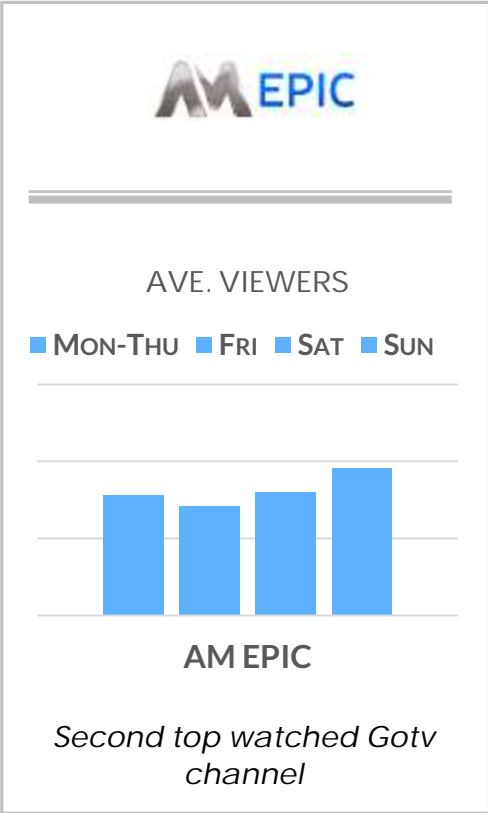 AM EPIC
AVE. VIEWERS
MON-THU FRI SAT SUN
AM EPIC
Second top watched Gotv
channel